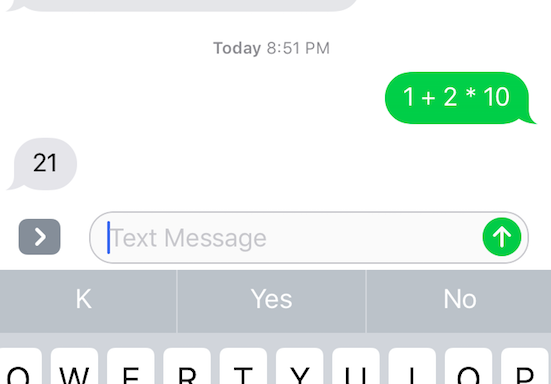 Today 8:51 PM
1 + 2 * 10
21
Text Message
K Yes No
Q W E R T Y U I O P